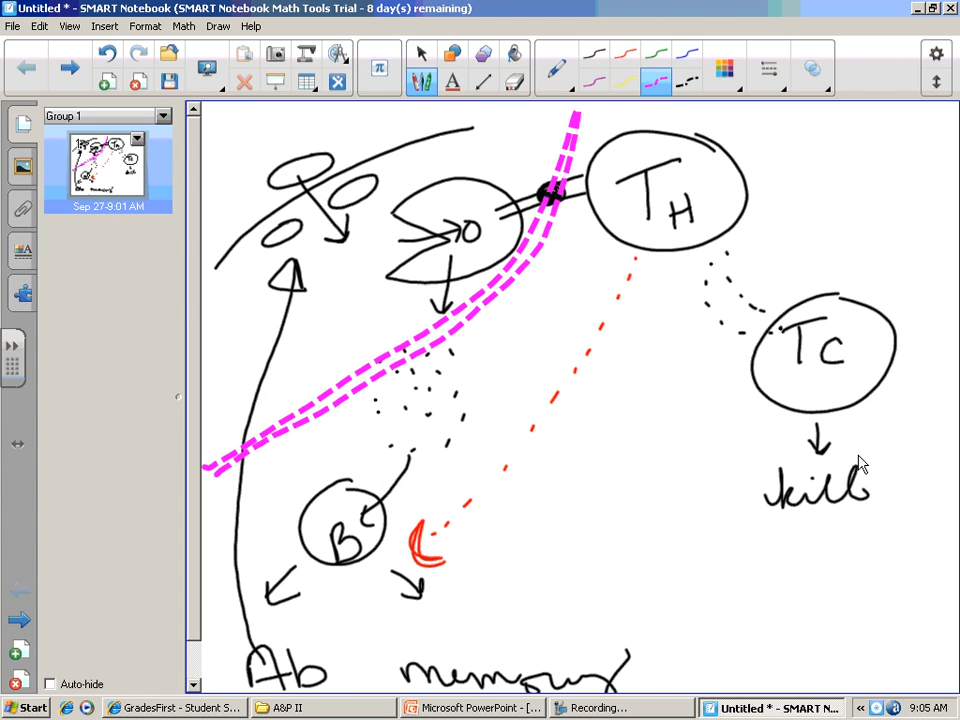 Untitled * - SMART Notebook (SMART Notebook Math Tools Trial - 8 day(s) remaining)
File Edit View Insert Format Math Draw Help
Group 1
Sep 27-9:01 AM
TH
TC
kills
B
Ab memory
Auto-hide
Start GradesFirst - Student S... A&P II Microsoft PowerPoint - [... Recording... Untitled * - SMART N... 9:05 AM